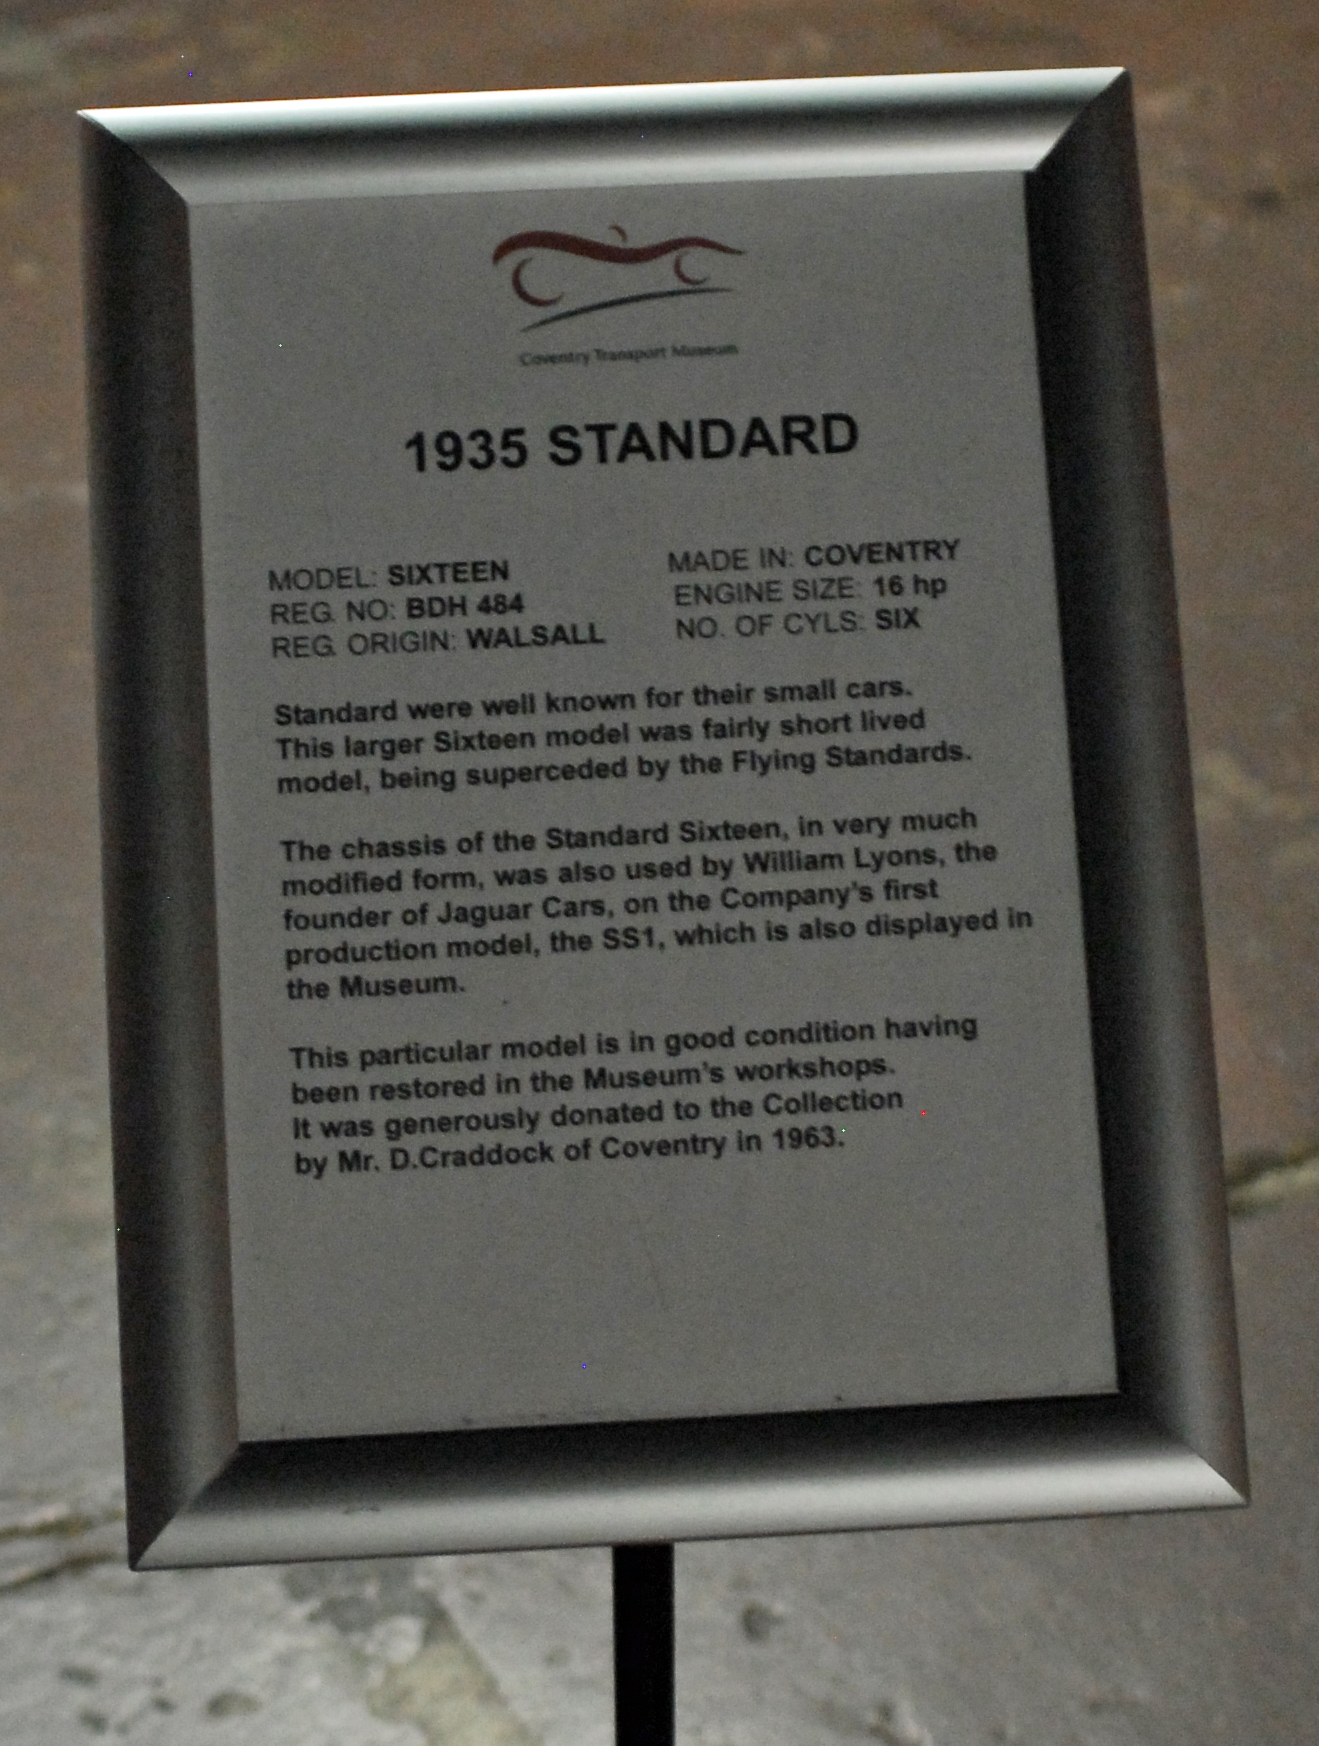 Coventry Transport Museum
1935 STANDARD
MODEL: SIXTEEN
REG. NO: BDH 484
REG. ORIGIN: WALSALL
MADE IN: COVENTRY
ENGINE SIZE: 16 hp
NO. OF CYLS: SIX
Standard were well known for their small cars.
This larger Sixteen model was fairly short lived
model, being superceded by the Flying Standards.
The chassis of the Standard Sixteen, in very much
modified form, was also used by William Lyons, the
founder of Jaguar Cars, on the Company's first
production model, the SS1, which is also displayed in
the Museum.
This particular model is in good condition having
been restored in the Museum's workshops.
It was generously donated to the Collection
by Mr. D.Craddock of Coventry in 1963.